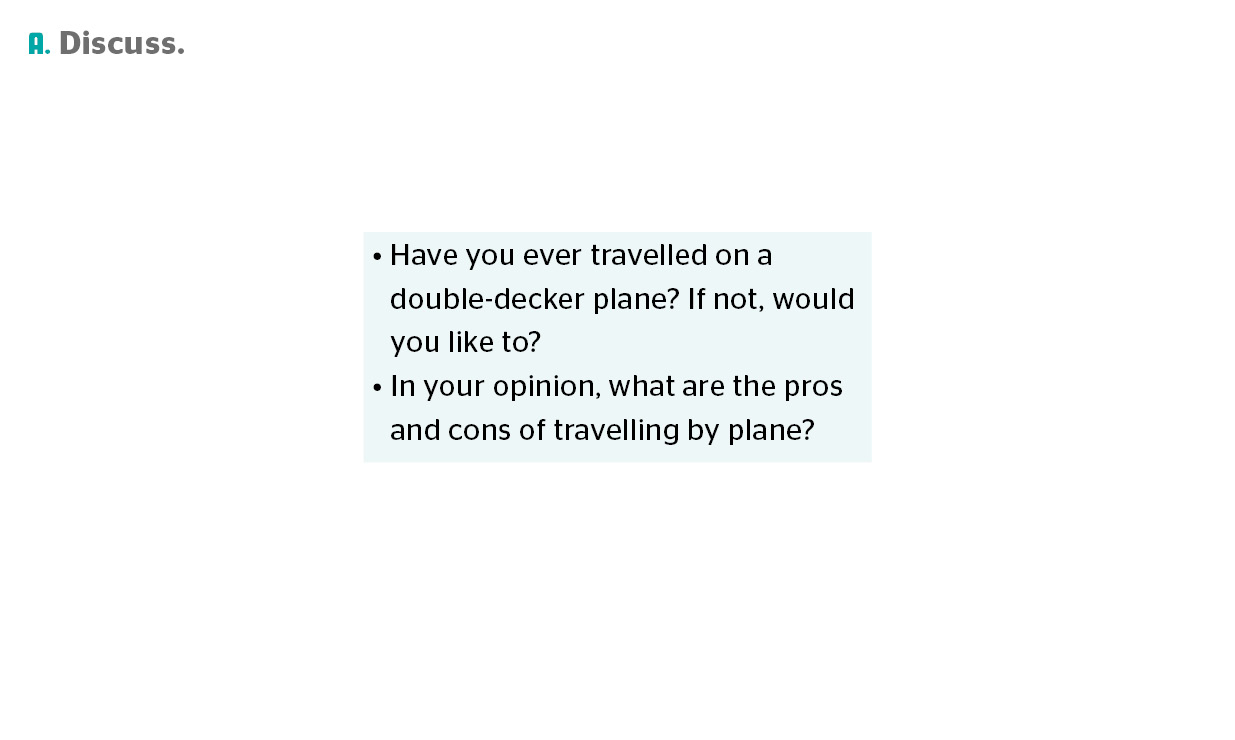 A. Discuss.
• Have you ever travelled on a
double-decker plane? If not, would
you like to?
• In your opinion, what are the pros
and cons of travelling by plane?